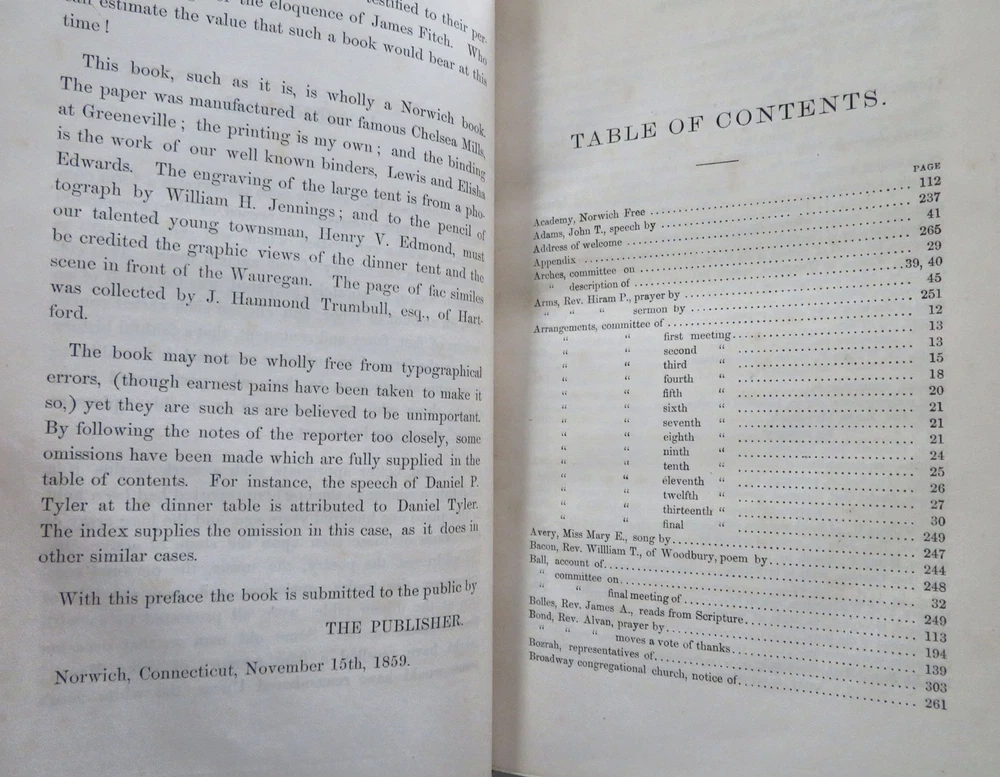 testified to their per-
the eloquence of James Fitch. Who
estimate the value that such a book would bear at this
time!
This book, such as it is, is wholly a Norwich book.
The paper was manufactured at our famous Chelsea Mills,
at Greeneville; the printing is my own; and the binding
is the work of our well known binders, Lewis and Elisha
Edwards. The engraving of the large tent is from a pho-
tograph by William H. Jennings; and to the pencil of
our talented young townsman, Henry V. Edmond, must
be credited the graphic views of the dinner tent and the
scene in front of the Wauregan. The page of fac similes
was collected by J. Hammond Trumbull, esq., of Hart-
ford.
The book may not be wholly free from typographical
errors, (though earnest pains have been taken to make it
so,) yet they are such as are believed to be unimportant.
By following the notes of the reporter too closely, some
omissions have been made which are fully supplied in the
table of contents. For instance, the speech of Daniel P.
Tyler at the dinner table is attributed to Daniel Tyler.
The index supplies the omission in this case, as it does in
other similar cases.
With this preface the book is submitted to the public by
THE PUBLISHER.
Norwich, Connecticut, November 15th, 1859.
TABLE OF CONTENTS.
PAGE
Academy, Norwich Free 112
Adams, John T., speech by 237
Address of welcome 41
Appendix 265
Arches, committee on 29
" description of 39, 40
Arms, Rev. Hiram P., prayer by 45
" " " sermon by 251
Arrangements, committee of 12
" " first meeting 13
" " second " 13
" " third " 15
" " fourth " 18
" " fifth " 20
" " sixth " 21
" " seventh " 21
" " eighth " 21
" " ninth " 24
" " tenth " 25
" " eleventh " 26
" " twelfth " 27
" " thirteenth " 30
" " final " 249
Avery, Miss Mary E., song by 247
Bacon, Rev. Willliam T., of Woodbury, poem by 244
Ball, account of 248
" committee on 32
" " final meeting of 249
Bolles, Rev. James A., reads from Scripture 113
Bond, Rev. Alvan, prayer by 194
" " " moves a vote of thanks 139
Bozrah, representatives of 303
Broadway congregational church, notice of 261